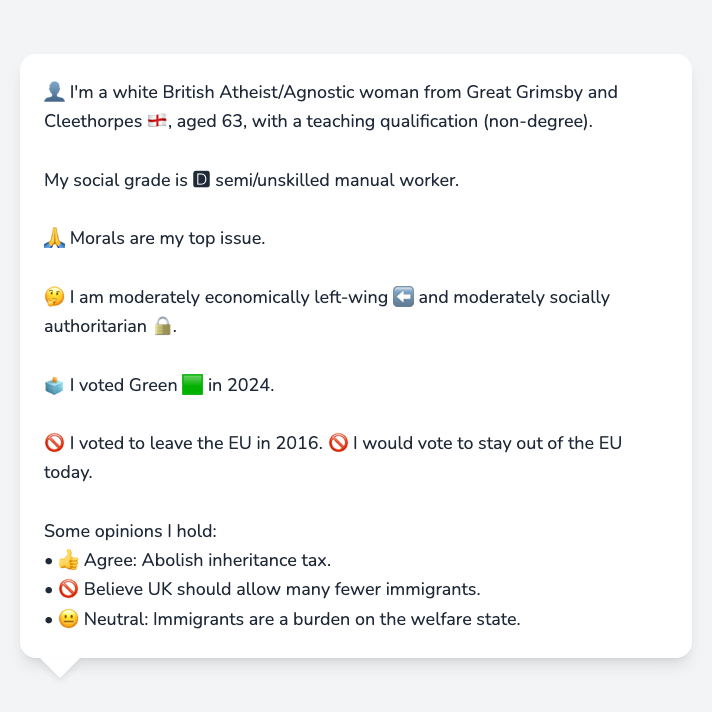 👤 I'm a white British Atheist/Agnostic woman from Great Grimsby and
Cleethorpes 🏴󠁧󠁢󠁥󠁮󠁧󠁿, aged 63, with a teaching qualification (non-degree).
My social grade is 🅳 semi/unskilled manual worker.
🙏 Morals are my top issue.
🤔 I am moderately economically left-wing ⬅️ and moderately socially
authoritarian 🔒.
🗳️ I voted Green 🟩 in 2024.
🚫 I voted to leave the EU in 2016. 🚫 I would vote to stay out of the EU
today.
Some opinions I hold:
• 👍 Agree: Abolish inheritance tax.
• 🚫 Believe UK should allow many fewer immigrants.
• 😐 Neutral: Immigrants are a burden on the welfare state.